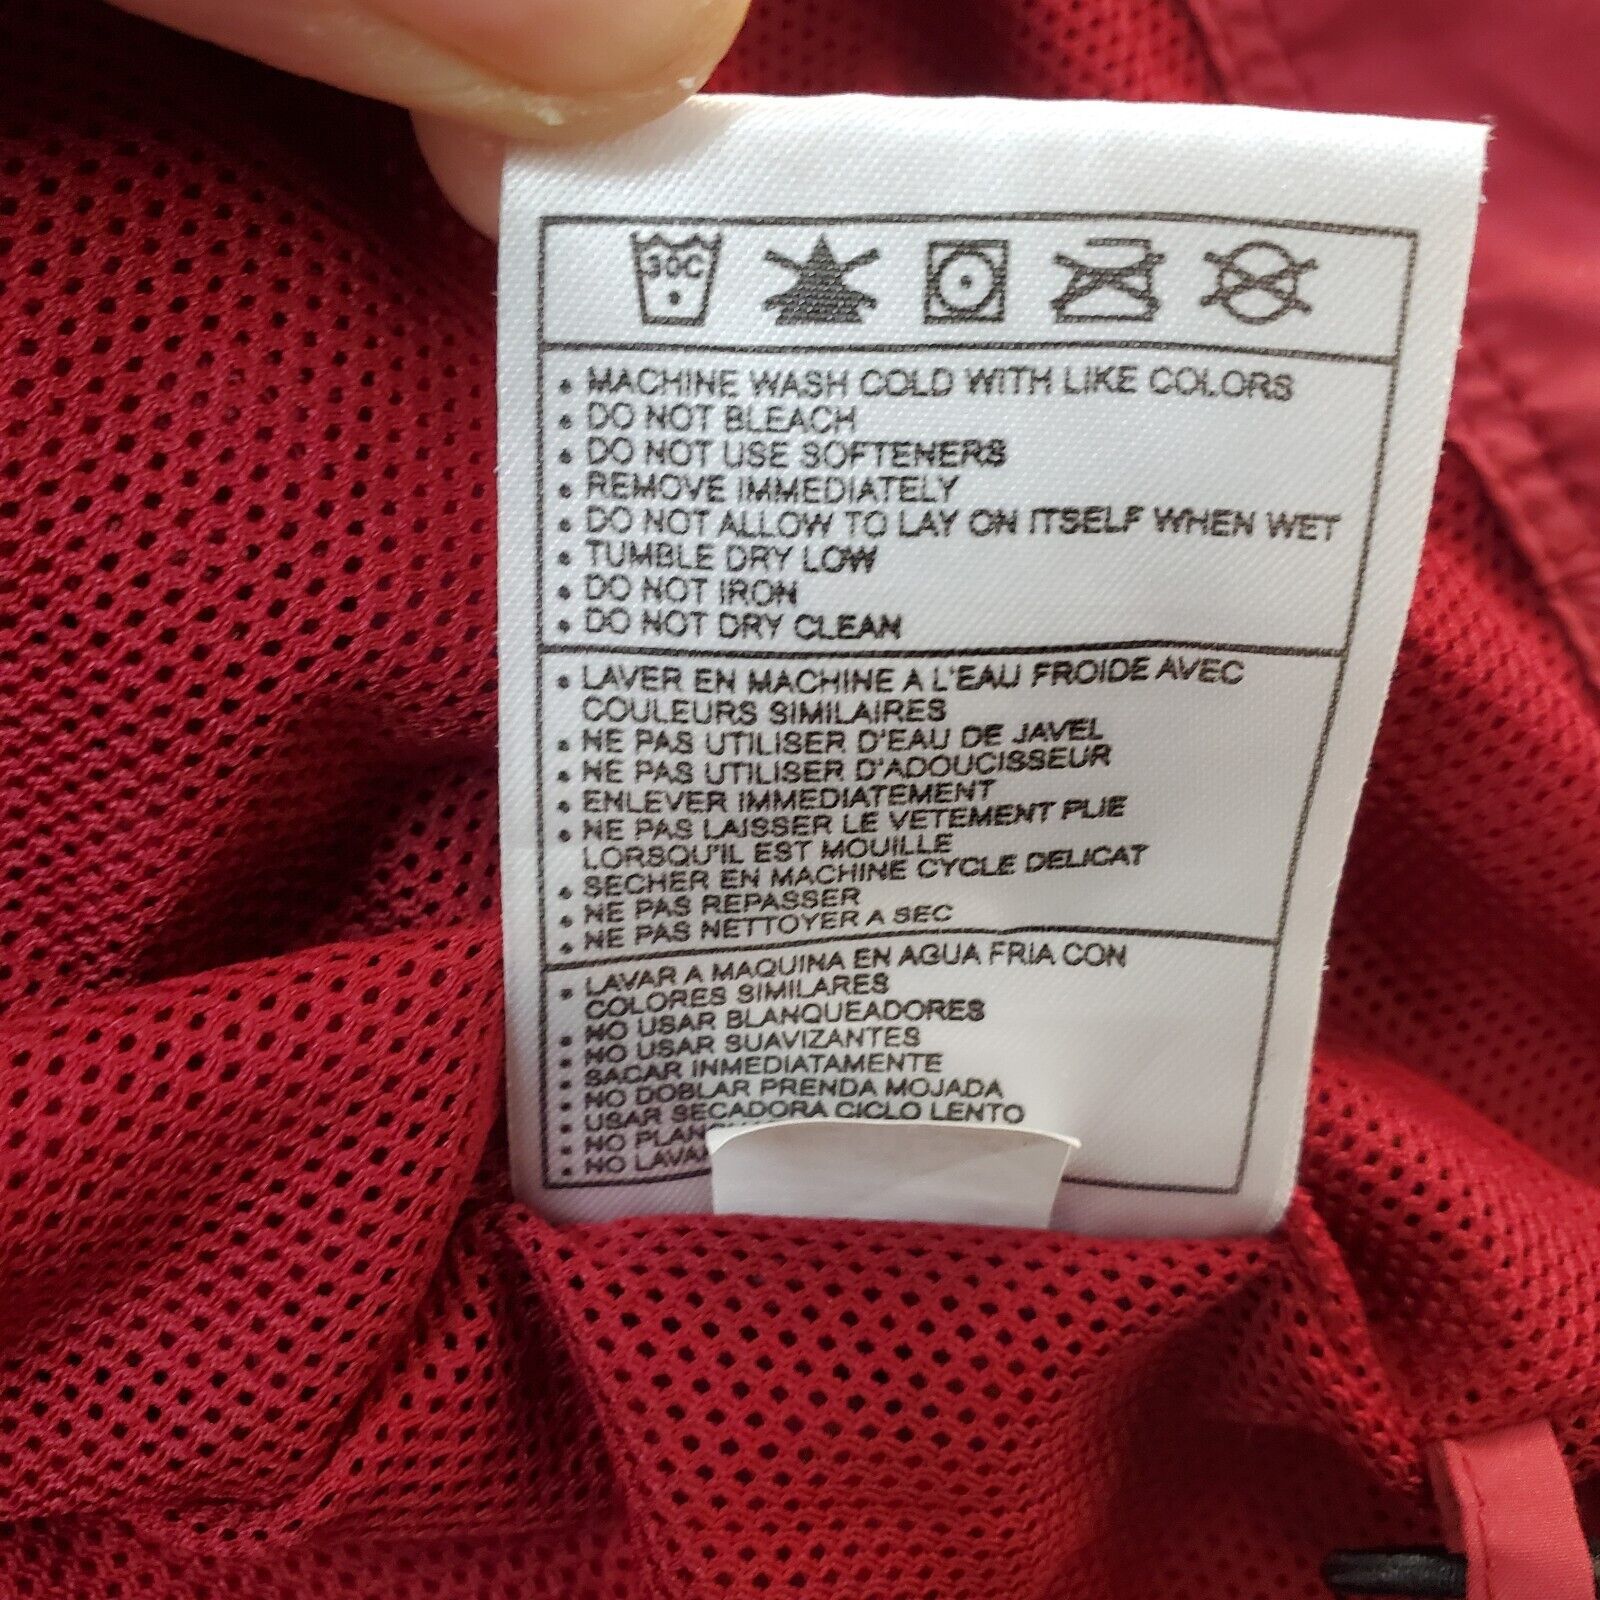 30C
• MACHINE WASH COLD WITH LIKE COLORS
• DO NOT BLEACH
• DO NOT USE SOFTENERS
• REMOVE IMMEDIATELY
• DO NOT ALLOW TO LAY ON ITSELF WHEN WET
• TUMBLE DRY LOW
• DO NOT IRON
• DO NOT DRY CLEAN
• LAVER EN MACHINE A L'EAU FROIDE AVEC
COULEURS SIMILAIRES
• NE PAS UTILISER D'EAU DE JAVEL
• NE PAS UTILISER D'ADOUCISSEUR
• ENLEVER IMMEDIATEMENT
• NE PAS LAISSER LE VETEMENT PLIE
LORSQU'IL EST MOUILLE
• SECHER EN MACHINE CYCLE DELICAT
• NE PAS REPASSER
• NE PAS NETTOYER A SEC
• LAVAR A MAQUINA EN AGUA FRIA CON
COLORES SIMILARES
• NO USAR BLANQUEADORES
• NO USAR SUAVIZANTES
• SACAR INMEDIATAMENTE
• NO DOBLAR PRENDA MOJADA
• USAR SECADORA CICLO LENTO
• NO
• NO